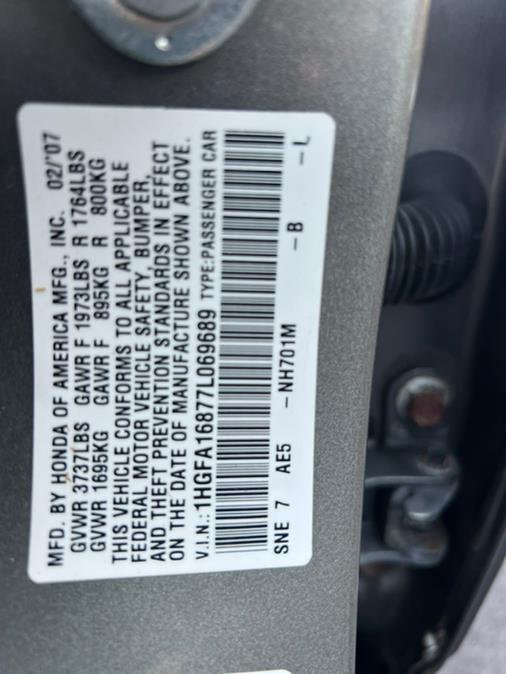 MFD. BY HONDA OF AMERICA MFG., INC. 02/'07
GVWR 3737LBS GAWR F 1973LBS R 1764LBS
GVWR 1695KG GAWR F 895KG R 800KG
THIS VEHICLE CONFORMS TO ALL APPLICABLE
FEDERAL MOTOR VEHICLE SAFETY, BUMPER,
AND THEFT PREVENTION STANDARDS IN EFFECT
ON THE DATE OF MANUFACTURE SHOWN ABOVE.
V.I.N.: 1HGFA16877L069689 TYPE:PASSENGER CAR
SNE 7 AE5 -NH701M -B -L